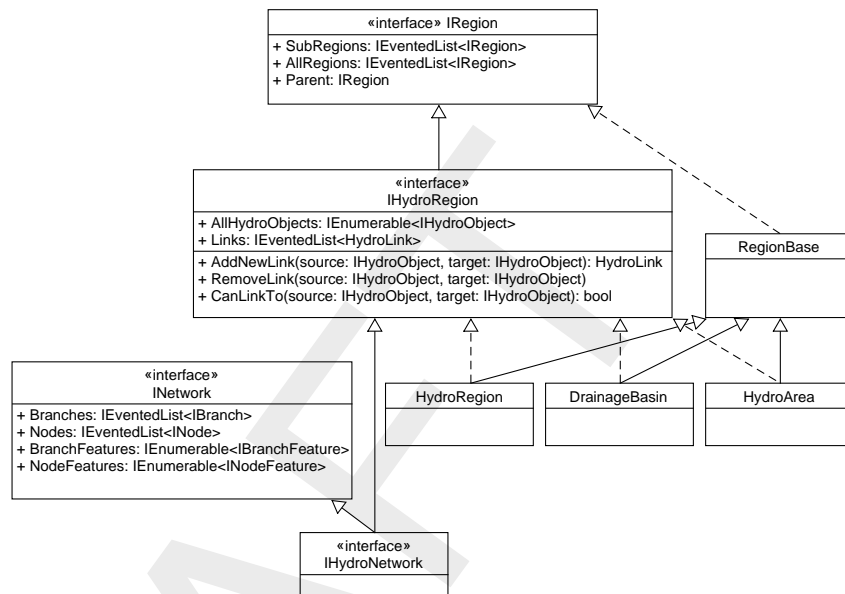 «interface» IRegion
+ SubRegions: IEventedList<IRegion>
+ AllRegions: IEventedList<IRegion>
+ Parent: IRegion
«interface»
IHydroRegion
+ AllHydroObjects: IEnumerable<IHydroObject>
+ Links: IEventedList<HydroLink>
+ AddNewLink(source: IHydroObject, target: IHydroObject): HydroLink
+ RemoveLink(source: IHydroObject, target: IHydroObject)
+ CanLinkTo(source: IHydroObject, target: IHydroObject): bool
RegionBase
«interface»
INetwork
+ Branches: IEventedList<IBranch>
+ Nodes: IEventedList<INode>
+ BranchFeatures: IEnumerable<IBranchFeature>
+ NodeFeatures: IEnumerable<INodeFeature>
HydroRegion
DrainageBasin
HydroArea
«interface»
IHydroNetwork